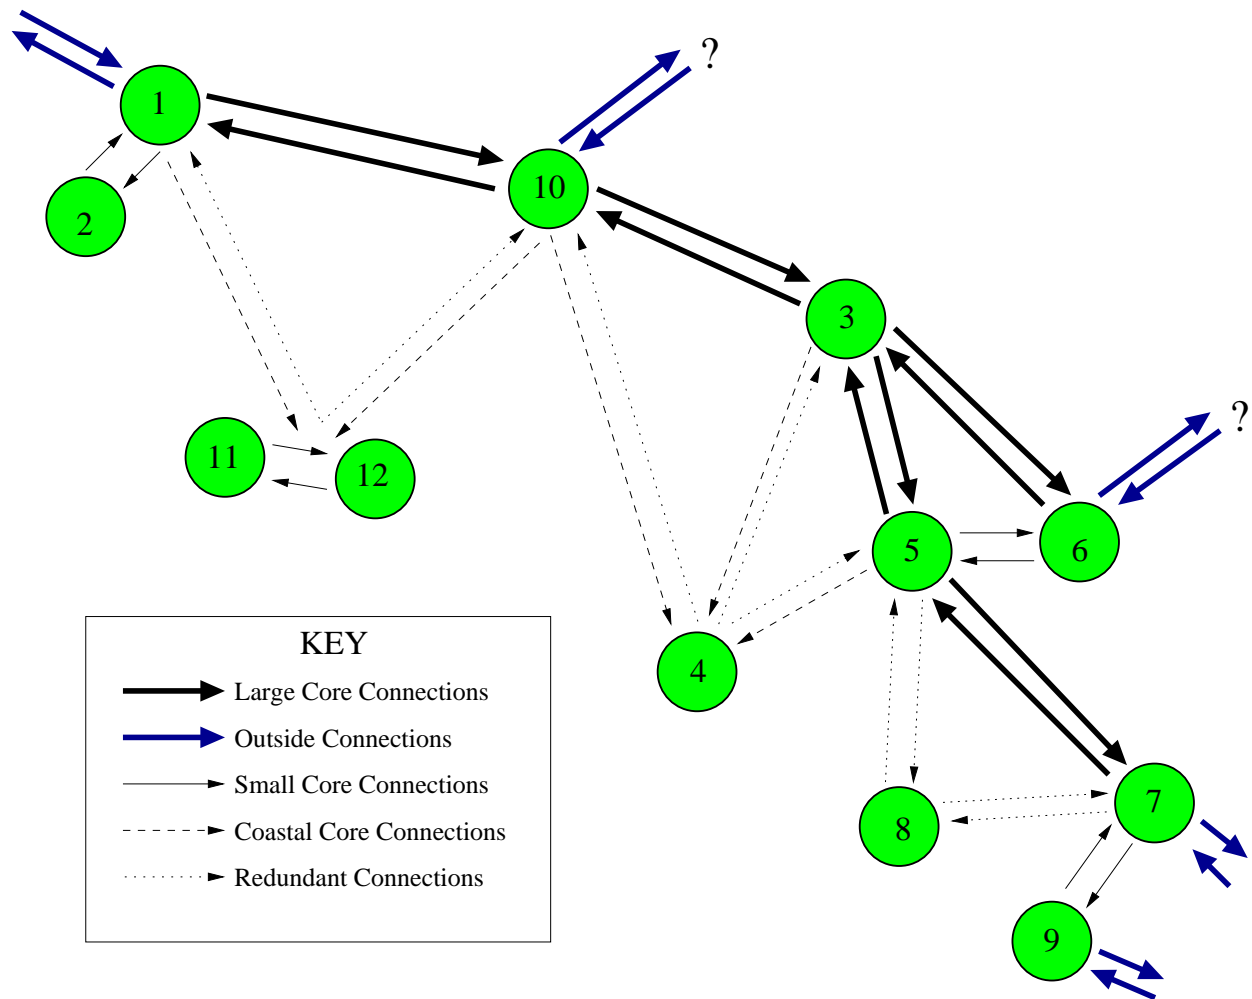 ?
1
10
2
3
?
11
12
5
6
4
KEY
Large Core Connections
Outside Connections
Small Core Connections
Coastal Core Connections
Redundant Connections
7
8
9